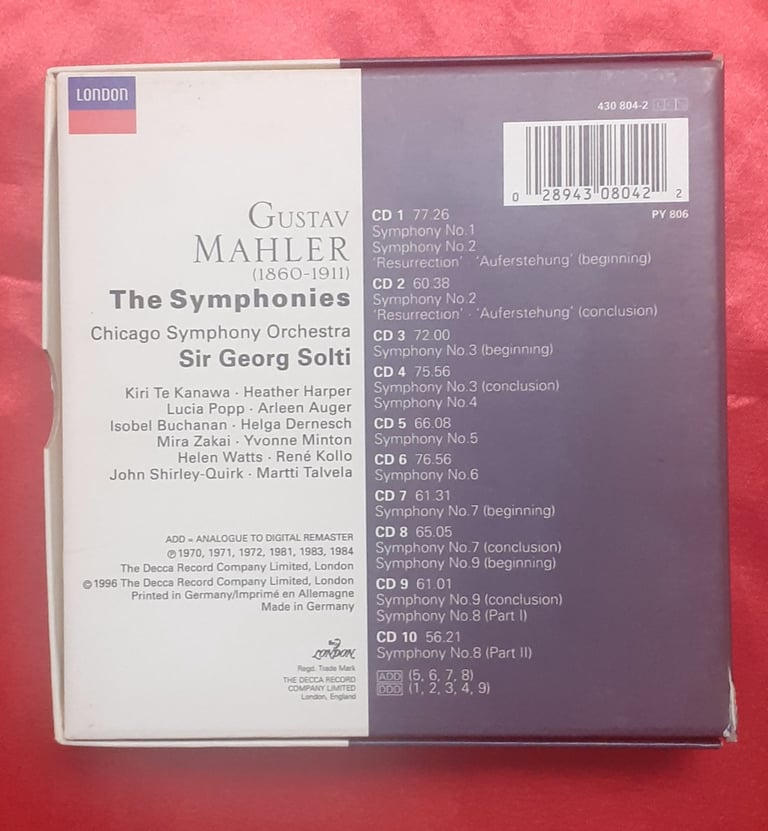 LONDON
GUSTAV
MAHLER
(1860-1911)
The Symphonies
Chicago Symphony Orchestra
Sir Georg Solti
Kiri Te Kanawa · Heather Harper
Lucia Popp · Arleen Auger
Isobel Buchanan · Helga Dernesch
Mira Zakai · Yvonne Minton
Helen Watts · René Kollo
John Shirley-Quirk · Martti Talvela
ADD = ANALOGUE TO DIGITAL REMASTER
℗ 1970, 1971, 1972, 1981, 1983, 1984
The Decca Record Company Limited, London
© 1996 The Decca Record Company Limited, London
Printed in Germany/Imprimé en Allemagne
Made in Germany
LONDON
Regd. Trade Mark
THE DECCA RECORD
COMPANY LIMITED
London, England
430 804-2
0 28943 08042 2
PY 806
CD 1 77.26
Symphony No.1
Symphony No.2
'Resurrection' · 'Auferstehung' (beginning)
CD 2 60.38
Symphony No.2
'Resurrection' · 'Auferstehung' (conclusion)
CD 3 72.00
Symphony No.3 (beginning)
CD 4 75.56
Symphony No.3 (conclusion)
Symphony No.4
CD 5 66.08
Symphony No.5
CD 6 76.56
Symphony No.6
CD 7 61.31
Symphony No.7 (beginning)
CD 8 65.05
Symphony No.7 (conclusion)
Symphony No.9 (beginning)
CD 9 61.01
Symphony No.9 (conclusion)
Symphony No.8 (Part I)
CD 10 56.21
Symphony No.8 (Part II)
ADD (5, 6, 7, 8)
DDD (1, 2, 3, 4, 9)